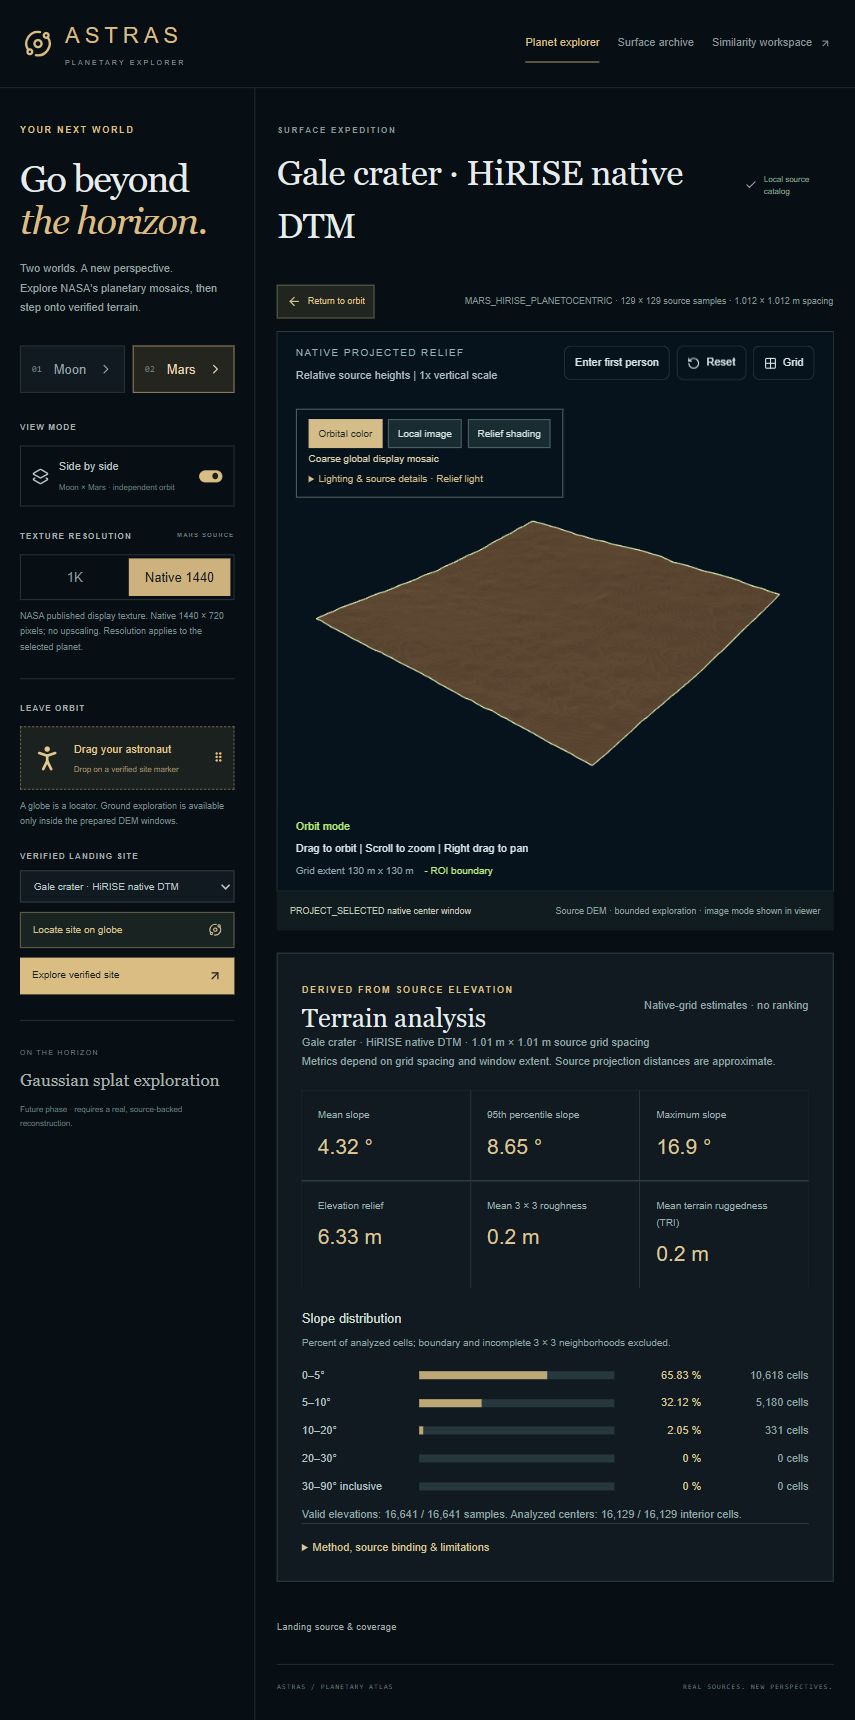 ASTRAS
PLANETARY EXPLORER
Planet explorer
Surface archive
Similarity workspace
YOUR NEXT WORLD
Go beyond
the horizon.
Two worlds. A new perspective.
Explore NASA's planetary mosaics, then
step onto verified terrain.
01 Moon
02 Mars
VIEW MODE
Side by side
Moon × Mars · independent orbit
TEXTURE RESOLUTION
MARS SOURCE
1K
Native 1440
NASA published display texture. Native 1440 × 720
pixels; no upscaling. Resolution applies to the
selected planet.
LEAVE ORBIT
Drag your astronaut
Drop on a verified site marker
A globe is a locator. Ground exploration is available
only inside the prepared DEM windows.
VERIFIED LANDING SITE
Gale crater · HiRISE native DTM
Locate site on globe
Explore verified site
ON THE HORIZON
Gaussian splat exploration
Future phase · requires a real, source-backed
reconstruction.
SURFACE EXPEDITION
Gale crater · HiRISE native
DTM
Local source
catalog
Return to orbit
MARS_HIRISE_PLANETOCENTRIC · 129 × 129 source samples · 1.012 × 1.012 m spacing
NATIVE PROJECTED RELIEF
Relative source heights | 1x vertical scale
Enter first person
Reset
Grid
Orbital color
Local image
Relief shading
Coarse global display mosaic
▶ Lighting & source details · Relief light
Orbit mode
Drag to orbit | Scroll to zoom | Right drag to pan
Grid extent 130 m x 130 m - ROI boundary
PROJECT_SELECTED native center window
Source DEM · bounded exploration · image mode shown in viewer
DERIVED FROM SOURCE ELEVATION
Terrain analysis
Native-grid estimates · no ranking
Gale crater · HiRISE native DTM · 1.01 m × 1.01 m source grid spacing
Metrics depend on grid spacing and window extent. Source projection distances are approximate.
Mean slope
4.32 °
95th percentile slope
8.65 °
Maximum slope
16.9 °
Elevation relief
6.33 m
Mean 3 × 3 roughness
0.2 m
Mean terrain ruggedness
(TRI)
0.2 m
Slope distribution
Percent of analyzed cells; boundary and incomplete 3 × 3 neighborhoods excluded.
0–5° 65.83 % 10,618 cells
5–10° 32.12 % 5,180 cells
10–20° 2.05 % 331 cells
20–30° 0 % 0 cells
30–90° inclusive 0 % 0 cells
Valid elevations: 16,641 / 16,641 samples. Analyzed centers: 16,129 / 16,129 interior cells.
▶ Method, source binding & limitations
Landing source & coverage
ASTRAS / PLANETARY ATLAS
REAL SOURCES. NEW PERSPECTIVES.